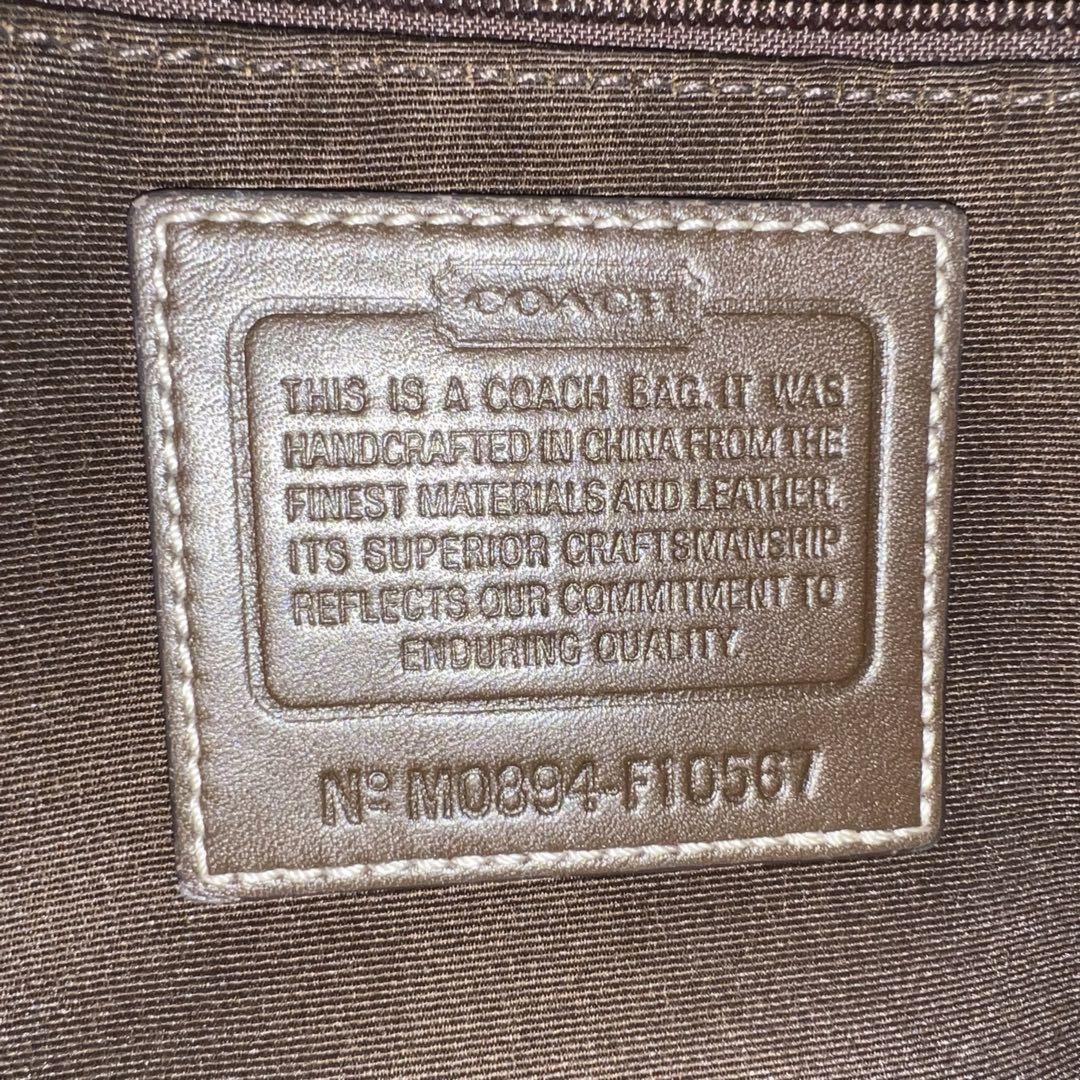 COACH
THIS IS A COACH BAG. IT WAS
HANDCRAFTED IN CHINA FROM THE
FINEST MATERIALS AND LEATHER.
ITS SUPERIOR CRAFTSMANSHIP
REFLECTS OUR COMMITMENT TO
ENDURING QUALITY.
Nº M0894-F10567